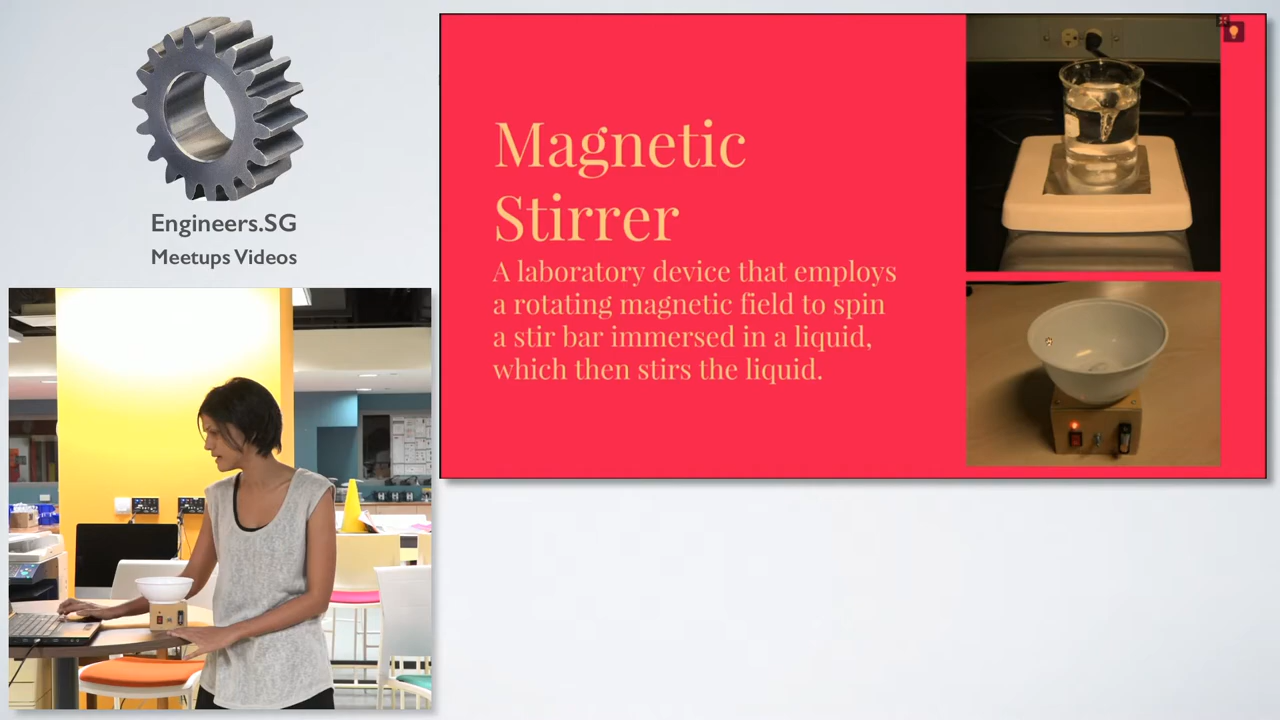 Engineers.SG
Meetups Videos
Magnetic
Stirrer
A laboratory device that employs
a rotating magnetic field to spin
a stir bar immersed in a liquid,
which then stirs the liquid.